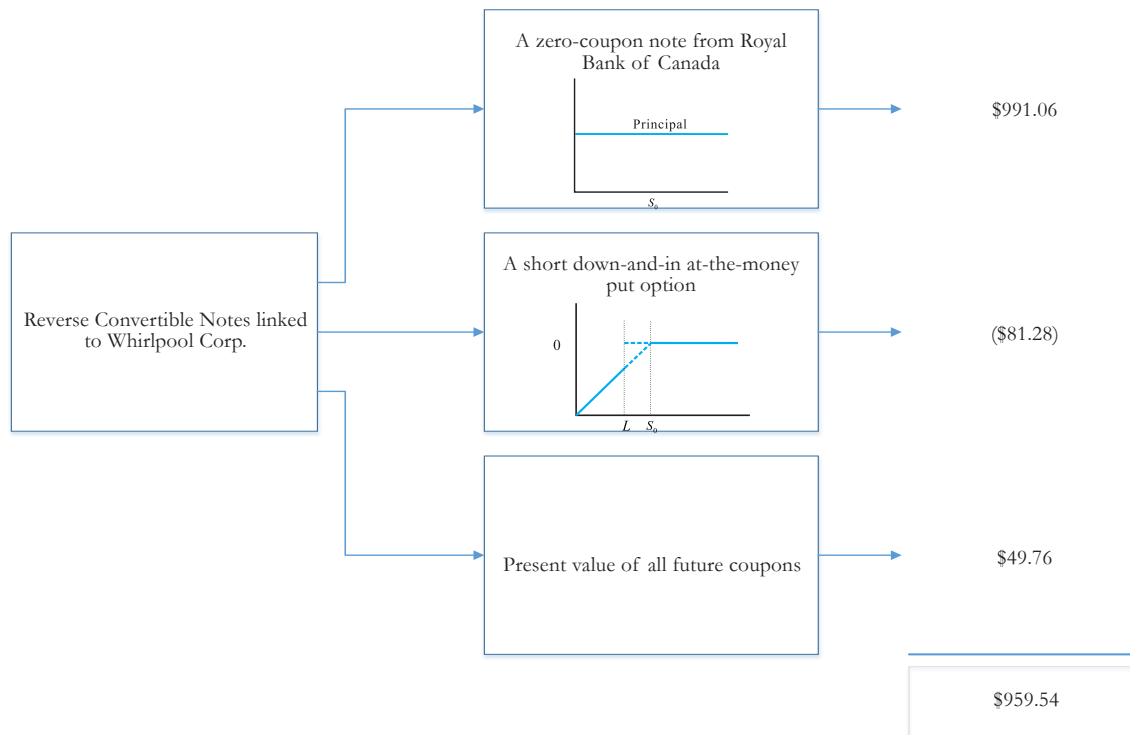 A zero-coupon note from Royal
Bank of Canada
Principal
S₀
$991.06
Reverse Convertible Notes linked
to Whirlpool Corp.
A short down-and-in at-the-money
put option
0
L S₀
($81.28)
Present value of all future coupons
$49.76
$959.54